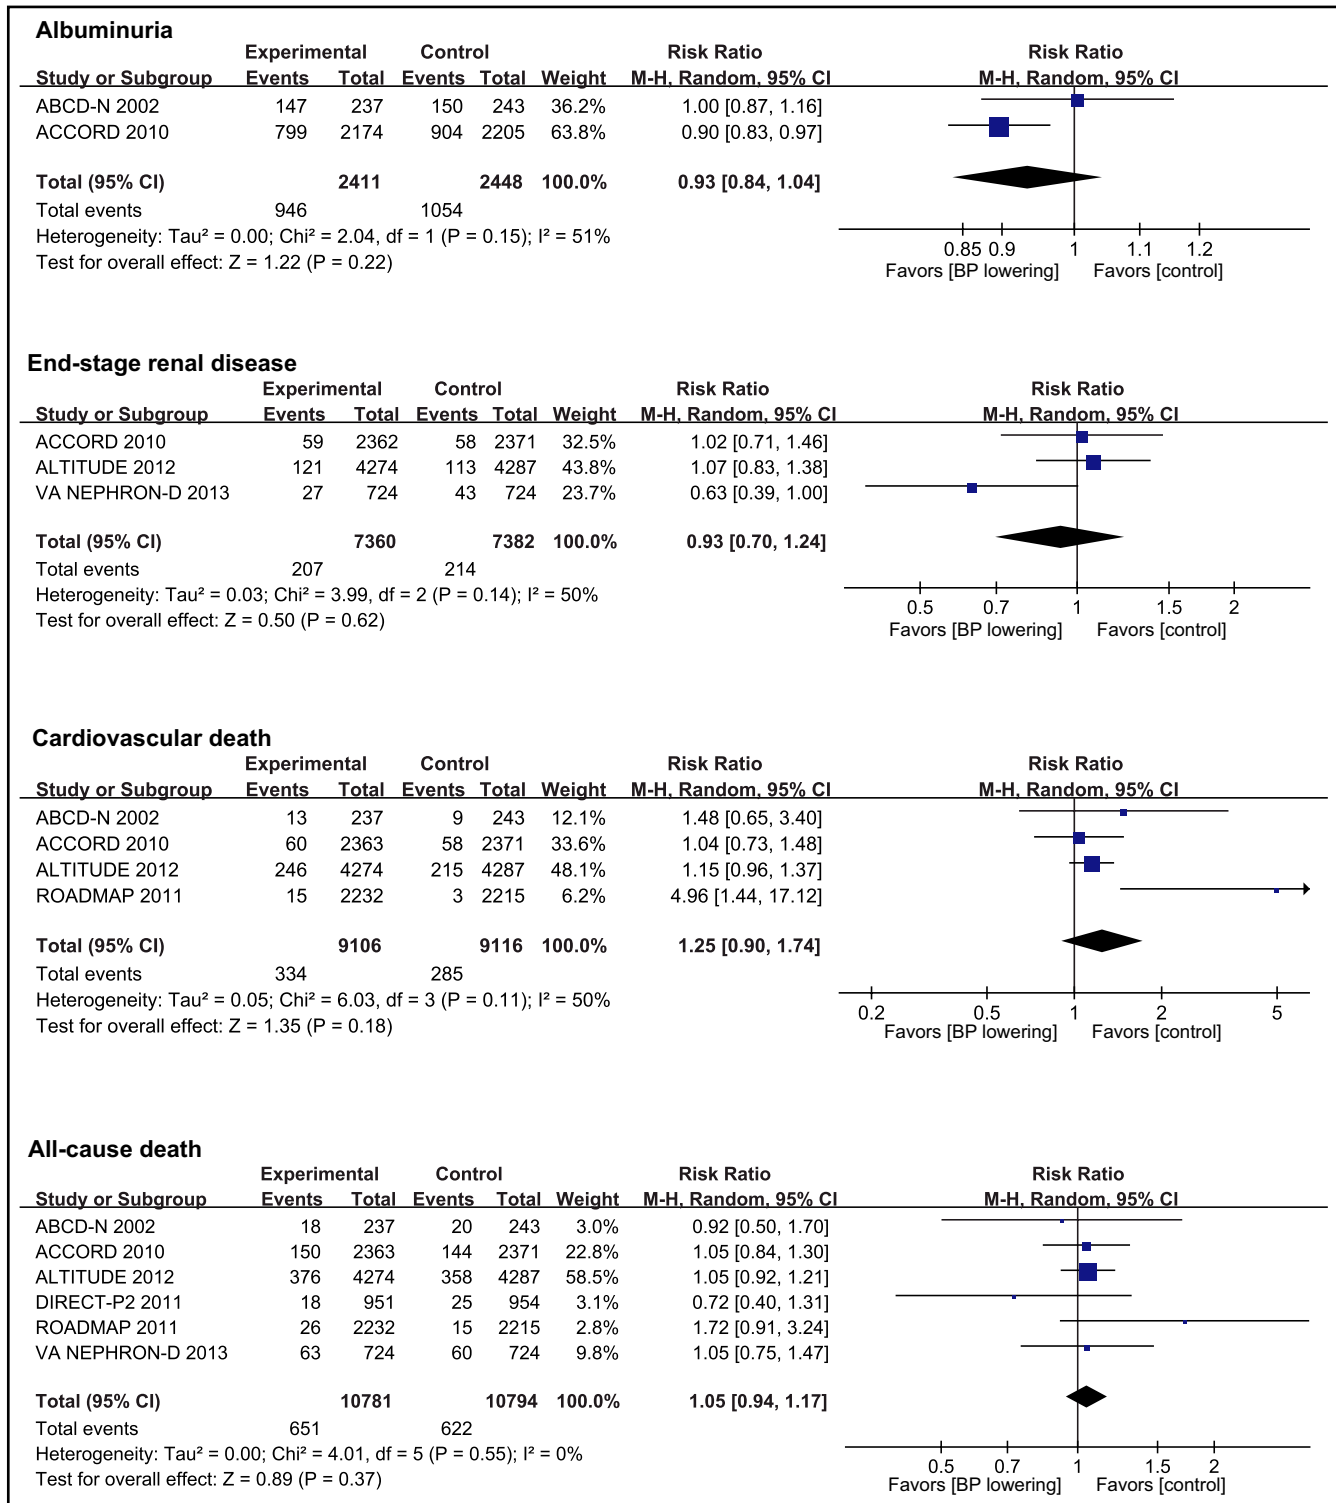 Albuminuria
Experimental Control Risk Ratio Risk Ratio
Study or Subgroup Events Total Events Total Weight M-H, Random, 95% CI M-H, Random, 95% CI
ABCD-N 2002 147 237 150 243 36.2% 1.00 [0.87, 1.16]
ACCORD 2010 799 2174 904 2205 63.8% 0.90 [0.83, 0.97]
Total (95% CI) 2411 2448 100.0% 0.93 [0.84, 1.04]
Total events 946 1054
Heterogeneity: Tau² = 0.00; Chi² = 2.04, df = 1 (P = 0.15); I² = 51%
Test for overall effect: Z = 1.22 (P = 0.22)
0.85 0.9 1 1.1 1.2
Favors [BP lowering] Favors [control]
End-stage renal disease
Experimental Control Risk Ratio Risk Ratio
Study or Subgroup Events Total Events Total Weight M-H, Random, 95% CI M-H, Random, 95% CI
ACCORD 2010 59 2362 58 2371 32.5% 1.02 [0.71, 1.46]
ALTITUDE 2012 121 4274 113 4287 43.8% 1.07 [0.83, 1.38]
VA NEPHRON-D 2013 27 724 43 724 23.7% 0.63 [0.39, 1.00]
Total (95% CI) 7360 7382 100.0% 0.93 [0.70, 1.24]
Total events 207 214
Heterogeneity: Tau² = 0.03; Chi² = 3.99, df = 2 (P = 0.14); I² = 50%
Test for overall effect: Z = 0.50 (P = 0.62)
0.5 0.7 1 1.5 2
Favors [BP lowering] Favors [control]
Cardiovascular death
Experimental Control Risk Ratio Risk Ratio
Study or Subgroup Events Total Events Total Weight M-H, Random, 95% CI M-H, Random, 95% CI
ABCD-N 2002 13 237 9 243 12.1% 1.48 [0.65, 3.40]
ACCORD 2010 60 2363 58 2371 33.6% 1.04 [0.73, 1.48]
ALTITUDE 2012 246 4274 215 4287 48.1% 1.15 [0.96, 1.37]
ROADMAP 2011 15 2232 3 2215 6.2% 4.96 [1.44, 17.12]
Total (95% CI) 9106 9116 100.0% 1.25 [0.90, 1.74]
Total events 334 285
Heterogeneity: Tau² = 0.05; Chi² = 6.03, df = 3 (P = 0.11); I² = 50%
Test for overall effect: Z = 1.35 (P = 0.18)
0.2 0.5 1 2 5
Favors [BP lowering] Favors [control]
All-cause death
Experimental Control Risk Ratio Risk Ratio
Study or Subgroup Events Total Events Total Weight M-H, Random, 95% CI M-H, Random, 95% CI
ABCD-N 2002 18 237 20 243 3.0% 0.92 [0.50, 1.70]
ACCORD 2010 150 2363 144 2371 22.8% 1.05 [0.84, 1.30]
ALTITUDE 2012 376 4274 358 4287 58.5% 1.05 [0.92, 1.21]
DIRECT-P2 2011 18 951 25 954 3.1% 0.72 [0.40, 1.31]
ROADMAP 2011 26 2232 15 2215 2.8% 1.72 [0.91, 3.24]
VA NEPHRON-D 2013 63 724 60 724 9.8% 1.05 [0.75, 1.47]
Total (95% CI) 10781 10794 100.0% 1.05 [0.94, 1.17]
Total events 651 622
Heterogeneity: Tau² = 0.00; Chi² = 4.01, df = 5 (P = 0.55); I² = 0%
Test for overall effect: Z = 0.89 (P = 0.37)
0.5 0.7 1 1.5 2
Favors [BP lowering] Favors [control]